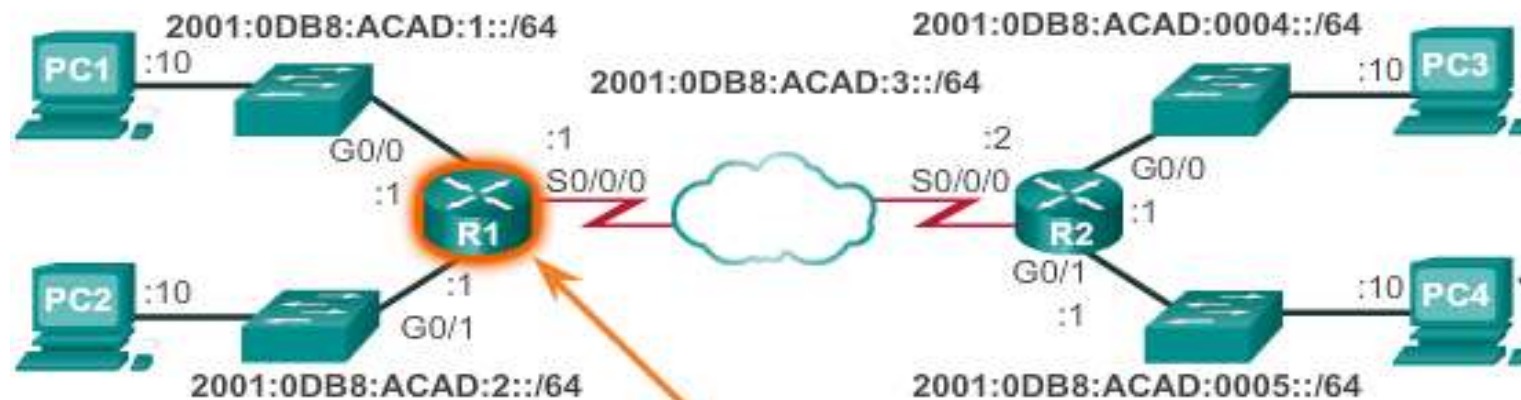 2001:0DB8:ACAD:1::/64
2001:0DB8:ACAD:0004::/64
PC1
:10
:10
PC3
2001:0DB8:ACAD:3::/64
G0/0
:1
:2
G0/0
:1
S0/0/0
S0/0/0
:1
R1
R2
PC2
:10
:1
G0/1
:10
PC4
G0/1
:1
2001:0DB8:ACAD:2::/64
2001:0DB8:ACAD:0005::/64